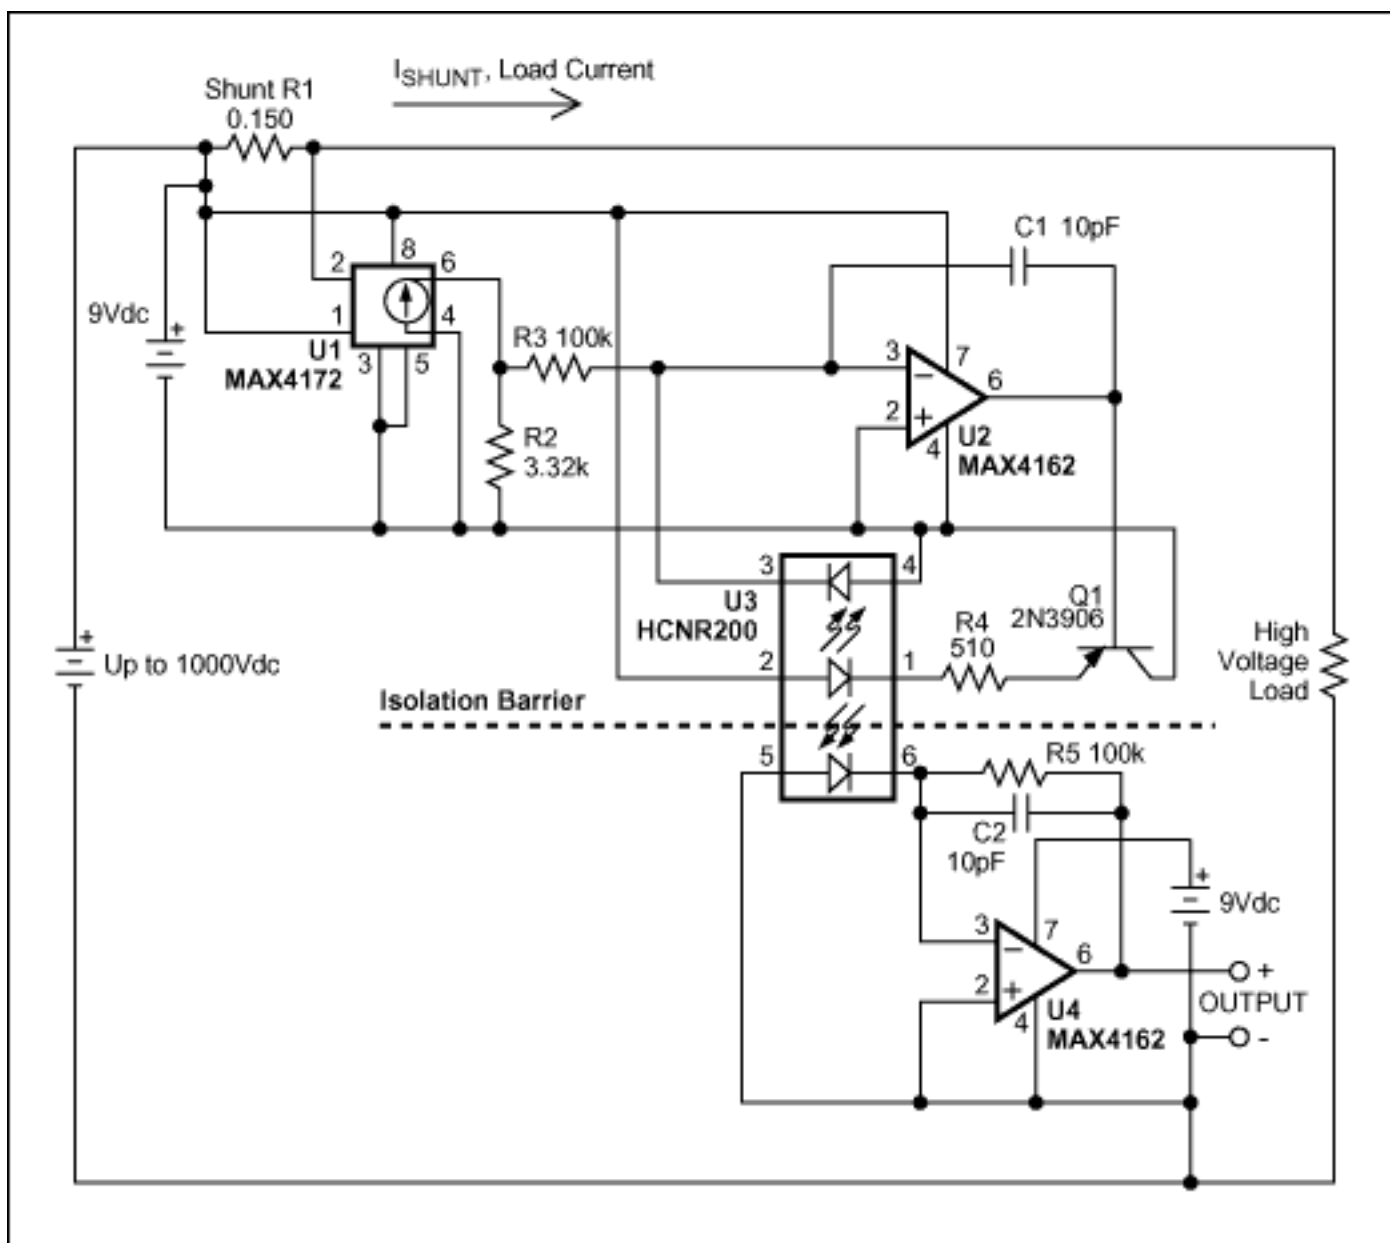 I_SHUNT, Load Current
Shunt R1
0.150
C1 10pF
8
2
6
9Vdc
+
1
4
R3 100k
U1
3
5
MAX4172
3
7
−
6
2
+
R2
3.32k
4
U2
MAX4162
3
4
U3
HCNR200
Q1
2N3906
R4
510
High
Voltage
Load
+
Up to 1000Vdc
2
1
Isolation Barrier
5
6
R5 100k
C2
10pF
+
9Vdc
3
7
−
6
2
+
4
U4
MAX4162
+
OUTPUT
-